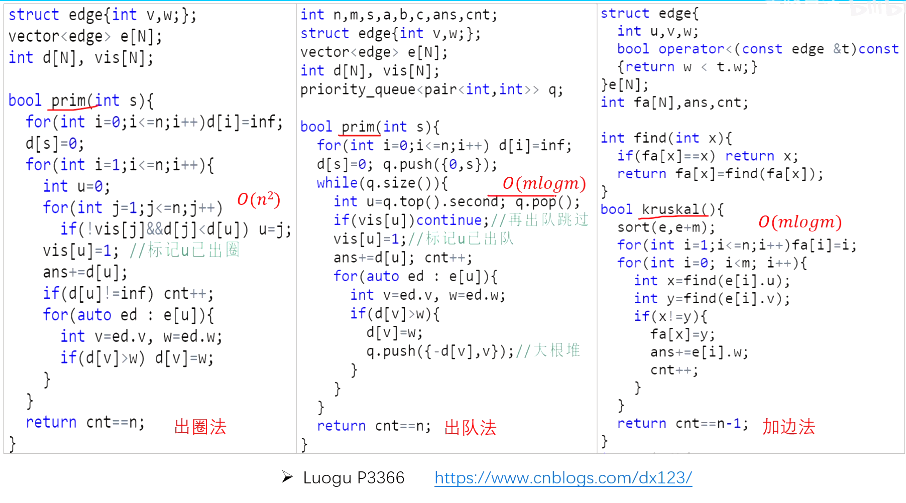 struct edge{int v,w;};
vector<edge> e[N];
int d[N], vis[N];
bool prim(int s){
for(int i=0;i<=n;i++)d[i]=inf;
d[s]=0;
for(int i=1;i<=n;i++){
int u=0;
for(int j=1;j<=n;j++)
O(n²)
if(!vis[j]&&d[j]<d[u]) u=j;
vis[u]=1; //标记u已出圈
ans+=d[u];
if(d[u]!=inf) cnt++;
for(auto ed : e[u]){
int v=ed.v, w=ed.w;
if(d[v]>w) d[v]=w;
}
}
return cnt==n;
出圈法
}
int n,m,s,a,b,c,ans,cnt;
struct edge{int v,w;};
vector<edge> e[N];
int d[N], vis[N];
priority_queue<pair<int,int>> q;
bool prim(int s){
for(int i=0;i<=n;i++) d[i]=inf;
d[s]=0; q.push({0,s});
while(q.size()){
O(mlogm)
int u=q.top().second; q.pop();
if(vis[u])continue;//再出队跳过
vis[u]=1;//标记u已出队
ans+=d[u]; cnt++;
for(auto ed : e[u]){
int v=ed.v, w=ed.w;
if(d[v]>w){
d[v]=w;
q.push({-d[v],v});//大根堆
}
}
}
return cnt==n;
出队法
}
struct edge{
int u,v,w;
bool operator<(const edge &t)const
{return w < t.w;}
}e[N];
int fa[N],ans,cnt;
int find(int x){
if(fa[x]==x) return x;
return fa[x]=find(fa[x]);
}
bool kruskal(){
O(mlogm)
sort(e,e+m);
for(int i=1;i<=n;i++)fa[i]=i;
for(int i=0; i<m; i++){
int x=find(e[i].u);
int y=find(e[i].v);
if(x!=y){
fa[x]=y;
ans+=e[i].w;
cnt++;
}
}
return cnt==n-1;
加边法
}
➢ Luogu P3366 https://www.cnblogs.com/dx123/